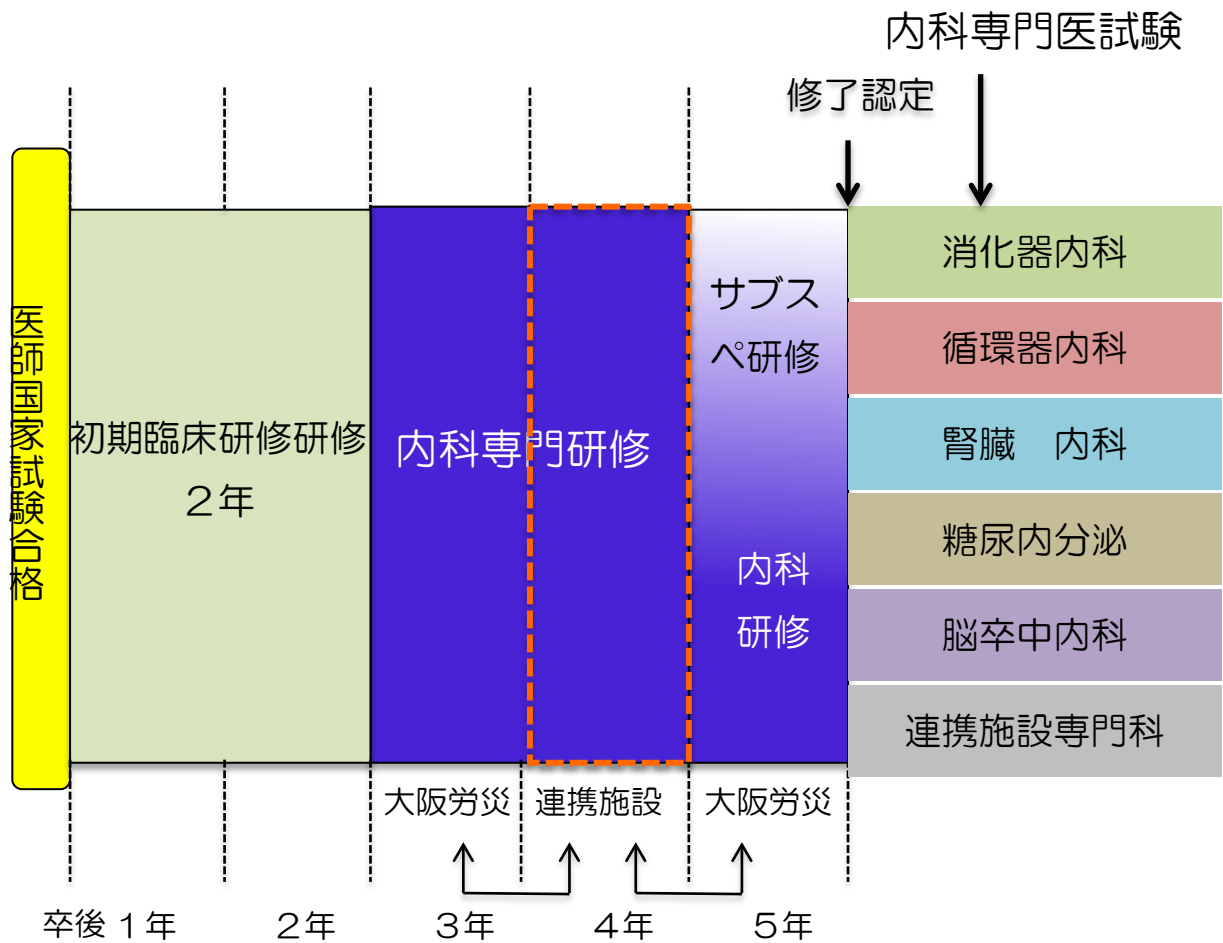 内科専門医試験
修了認定
医師国家試験合格
初期臨床研修研修
２年
内科専門研修
サブス
ペ研修
内科
研修
消化器内科
循環器内科
腎臓　内科
糖尿内分泌
脳卒中内科
連携施設専門科
大阪労災
連携施設
大阪労災
卒後１年
２年
３年
４年
５年